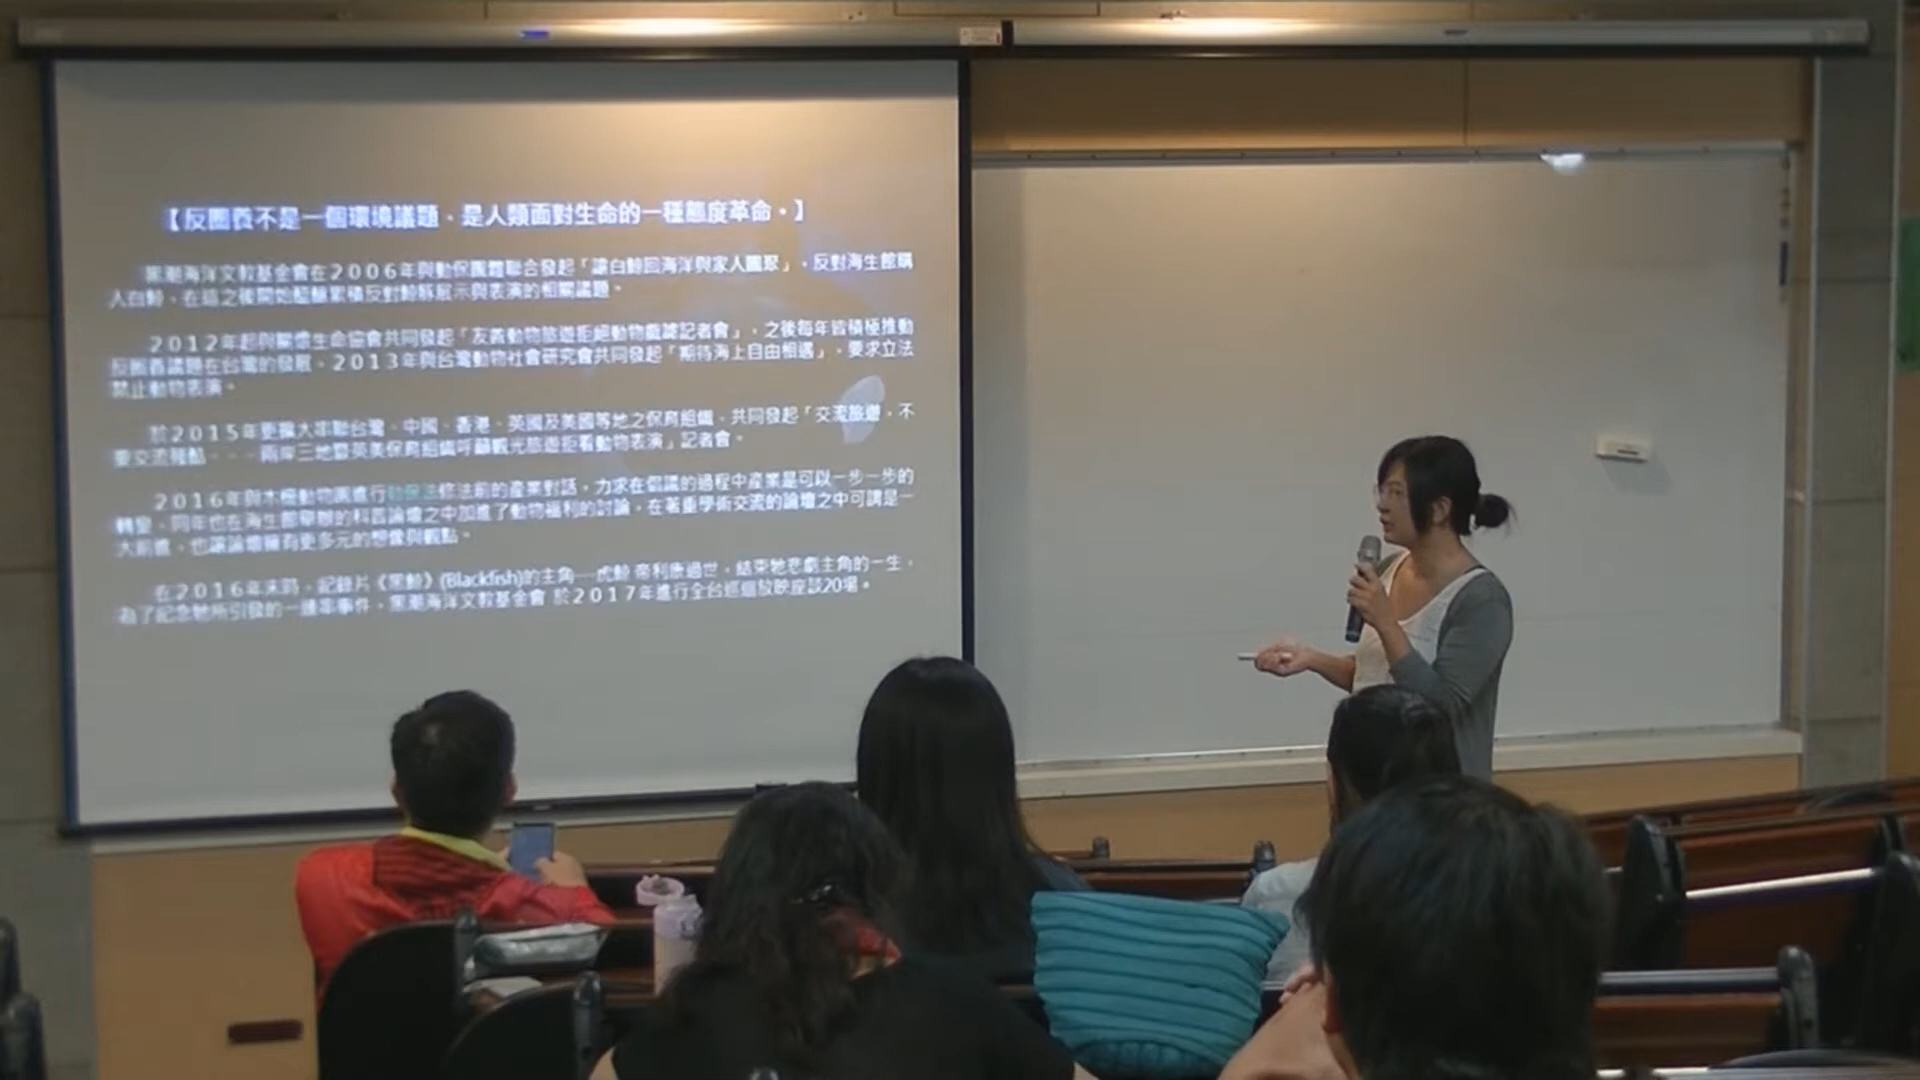 【反圈養不是一個環境議題，是人類面對生命的一種態度革命。】
黑潮海洋文教基金會在2006年與動保團體聯合發起「讓白鯨回海洋與家人團聚」，反對海生館購
入白鯨，在這之後開始醞釀累積反對鯨豚展示與表演的相關議題。
2012年起與關懷生命協會共同發起「友善動物旅遊拒絕動物戲謔記者會」，之後每年皆積極推動
反圈養議題在台灣的發展。2013年與台灣動物社會研究會共同發起「期待海上自由相遇」，要求立法
禁止動物表演。
於2015年更擴大串聯台灣、中國、香港、英國及美國等地之保育組織，共同發起「交流旅遊，不
要交流殘酷－－－兩岸三地暨英美保育組織呼籲觀光旅遊拒看動物表演」記者會。
2016年與木柵動物園進行動保法修法前的產業對話，力求在倡議的過程中產業是可以一步一步的
轉型，同年也在海生館舉辦的科普論壇之中加進了動物福利的討論，在著重學術交流的論壇之中可謂是一
大前進，也讓論壇擁有更多元的想像與觀點。
在2016年末時，紀錄片《黑鯨》(Blackfish)的主角──虎鯨 帝利康過世，結束牠悲劇主角的一生，
為了紀念牠所引發的一連串事件，黑潮海洋文教基金會 於2017年進行全台巡迴放映座談20場。